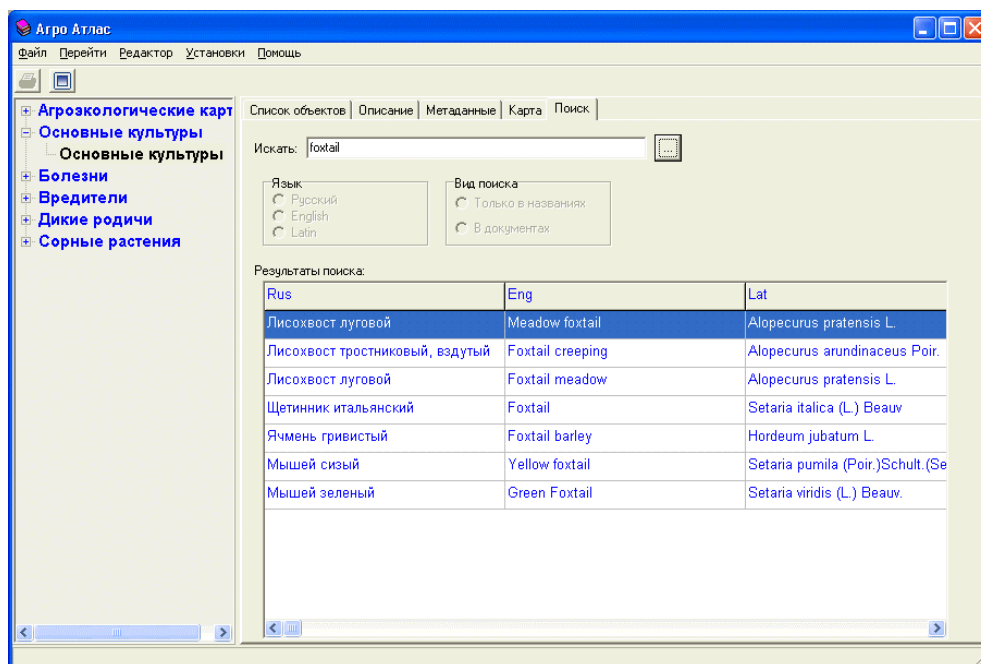 Агро Атлас
Файл Перейти Редактор Установки Помощь
Агроэкологические карт
Основные культуры
Основные культуры
Болезни
Вредители
Дикие родичи
Сорные растения
Список объектов Описание Метаданные Карта Поиск
Искать: foxtail ...
Язык
Русский
English
Latin
Вид поиска
Только в названиях
В документах
Результаты поиска:
Rus Eng Lat
Лисохвост луговой Meadow foxtail Alopecurus pratensis L.
Лисохвост тростниковый, вздутый Foxtail creeping Alopecurus arundinaceus Poir.
Лисохвост луговой Foxtail meadow Alopecurus pratensis L.
Щетинник итальянский Foxtail Setaria italica (L.) Beauv
Ячмень гривистый Foxtail barley Hordeum jubatum L.
Мышей сизый Yellow foxtail Setaria pumila (Poir.)Schult.(Se
Мышей зеленый Green Foxtail Setaria viridis (L.) Beauv.